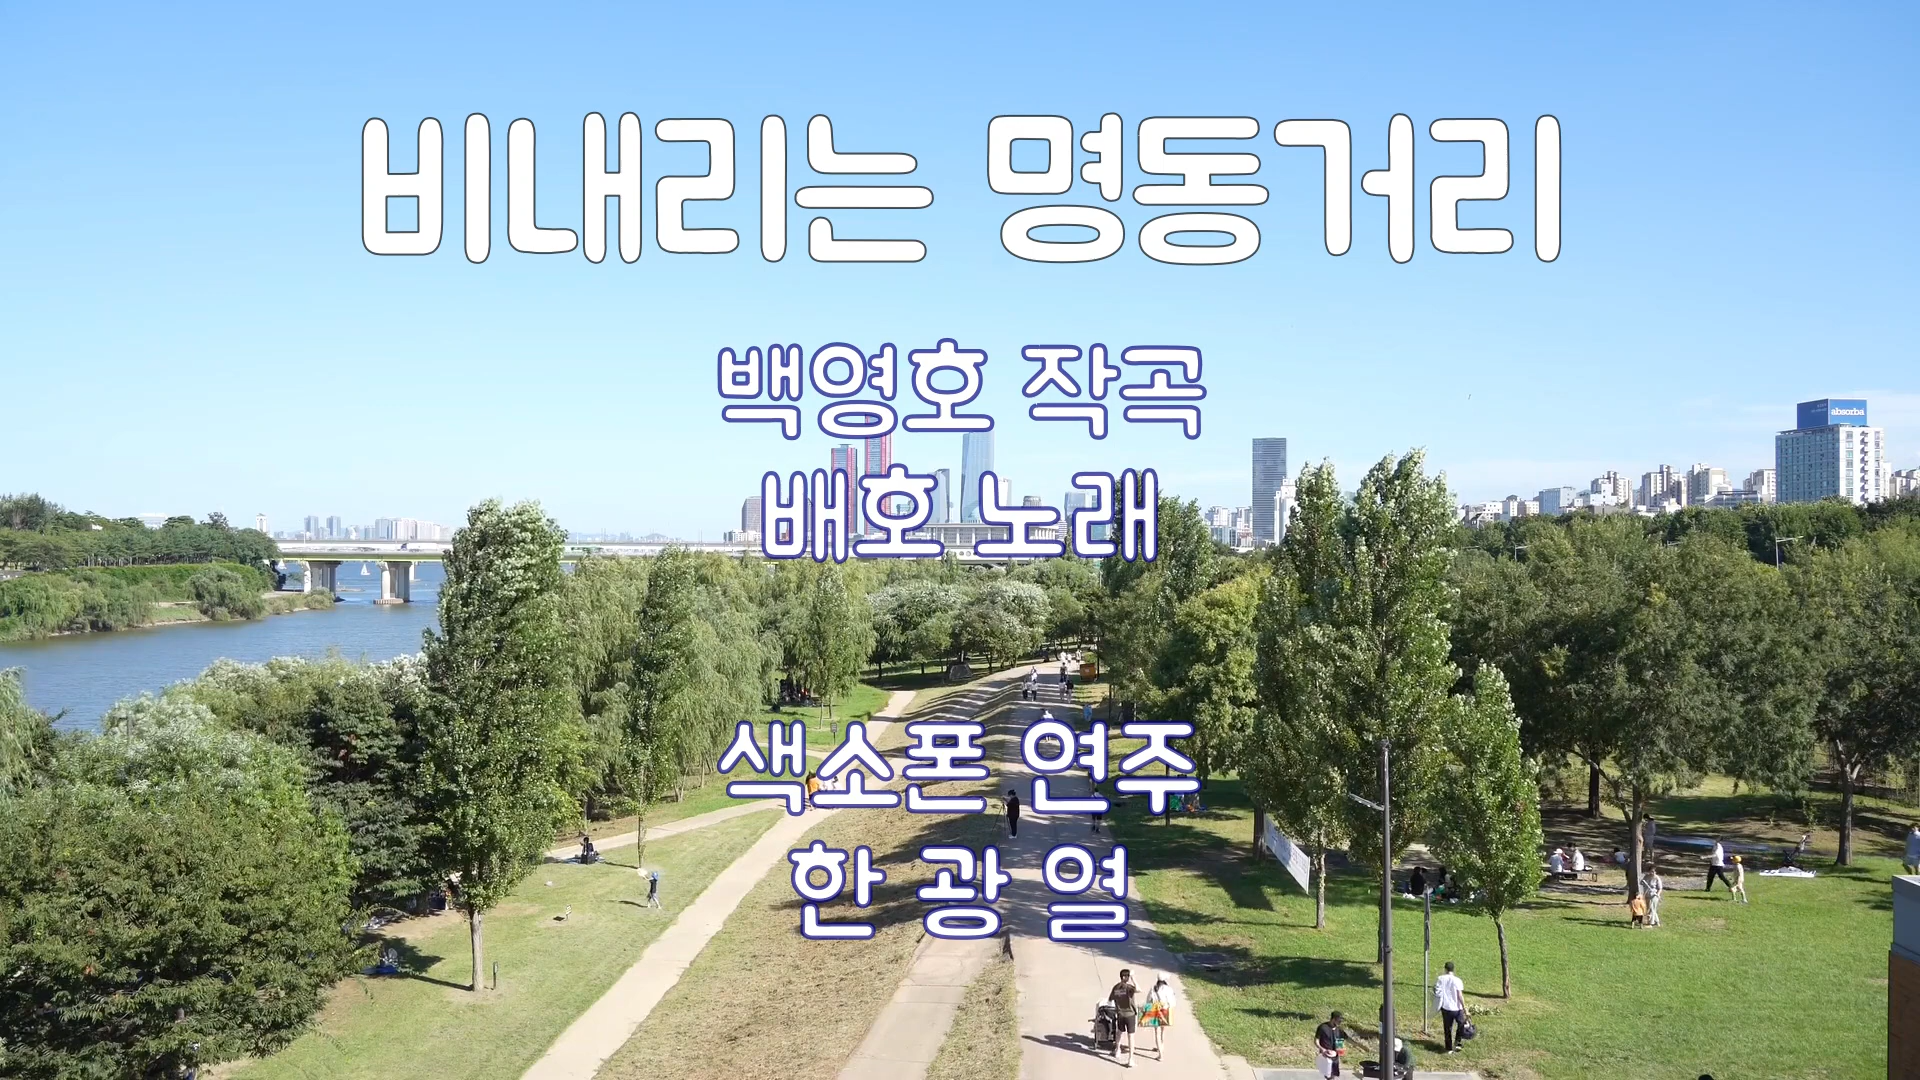 비내리는 명동거리
백영호 작곡
배호 노래
absorba
색소폰 연주
한 광 열